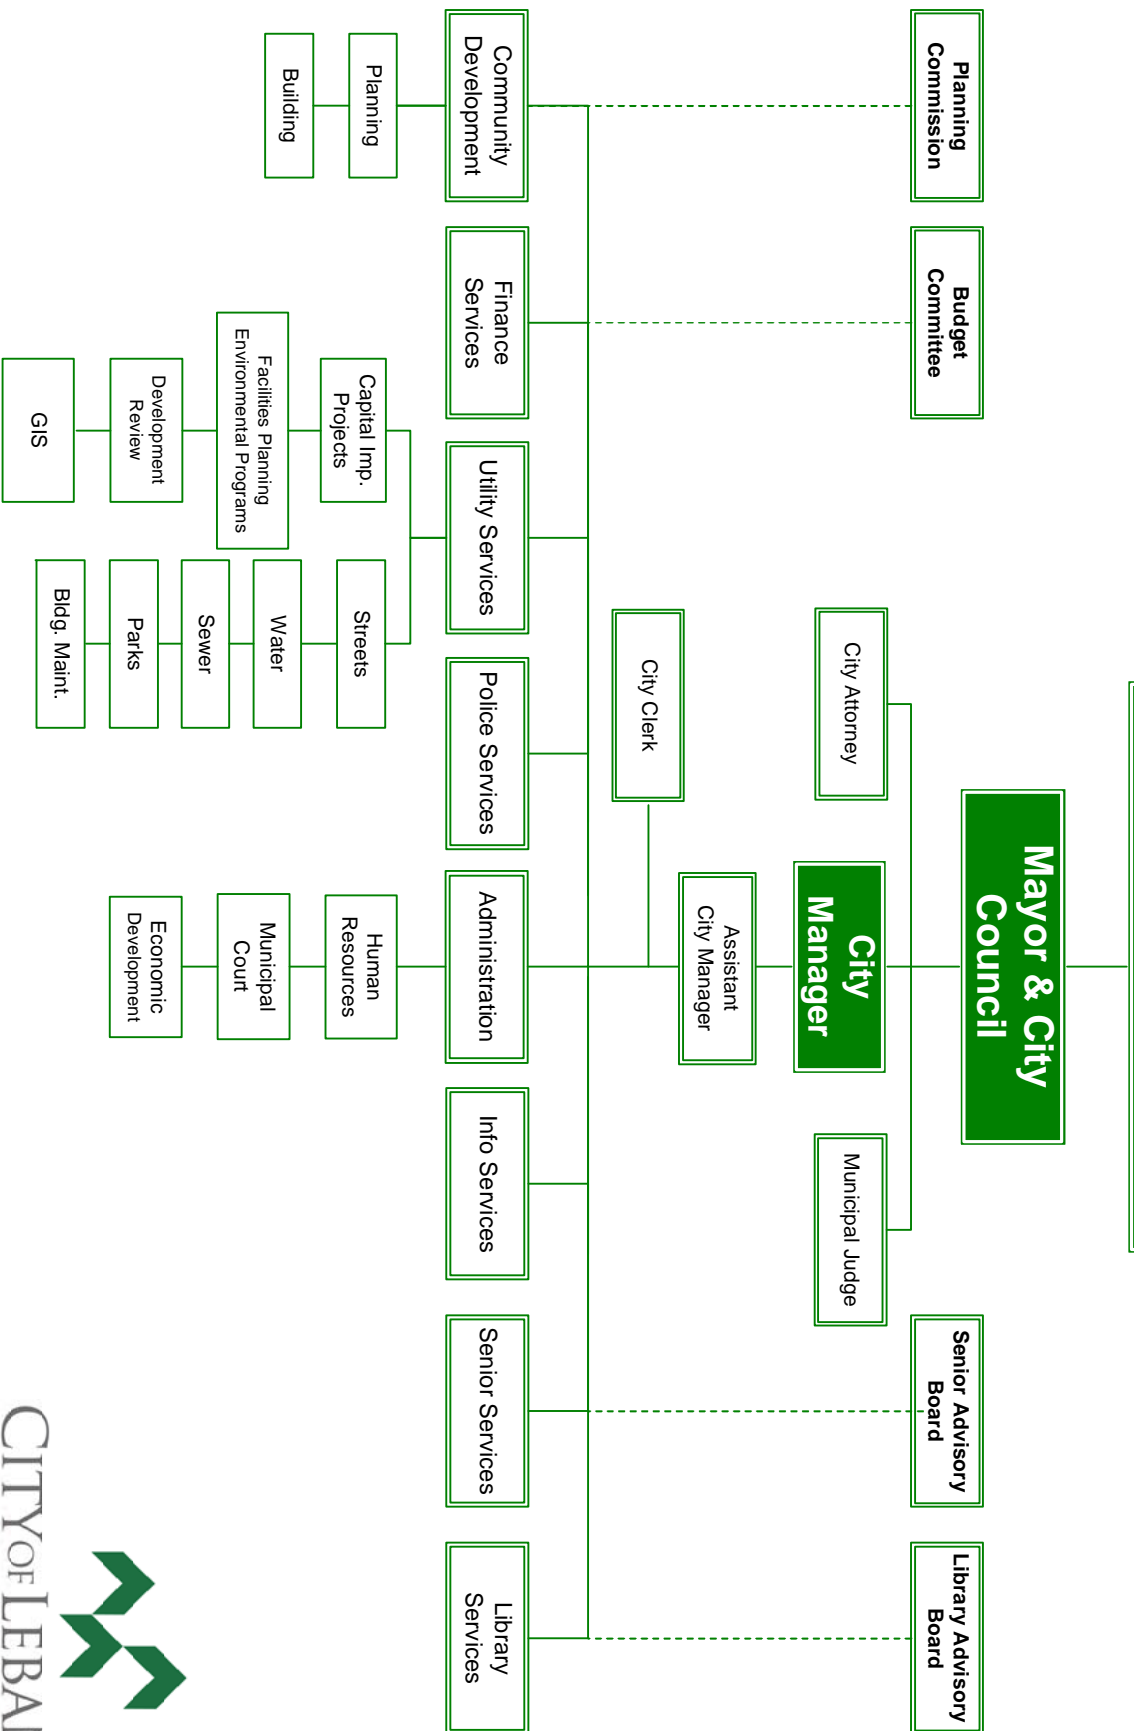 Mayor & City
Council
Planning
Commission
Budget
Committee
Senior Advisory
Board
Library Advisory
Board
City Attorney
City
Manager
Municipal Judge
Assistant
City Manager
City Clerk
Community
Development
Finance
Services
Utility Services
Police Services
Administration
Info Services
Senior Services
Library
Services
Planning
Building
Capital Imp.
Projects
Facilities Planning
Environmental Programs
Development
Review
GIS
Streets
Water
Sewer
Parks
Bldg. Maint.
Human
Resources
Municipal
Court
Economic
Development
CITY OF LEBA